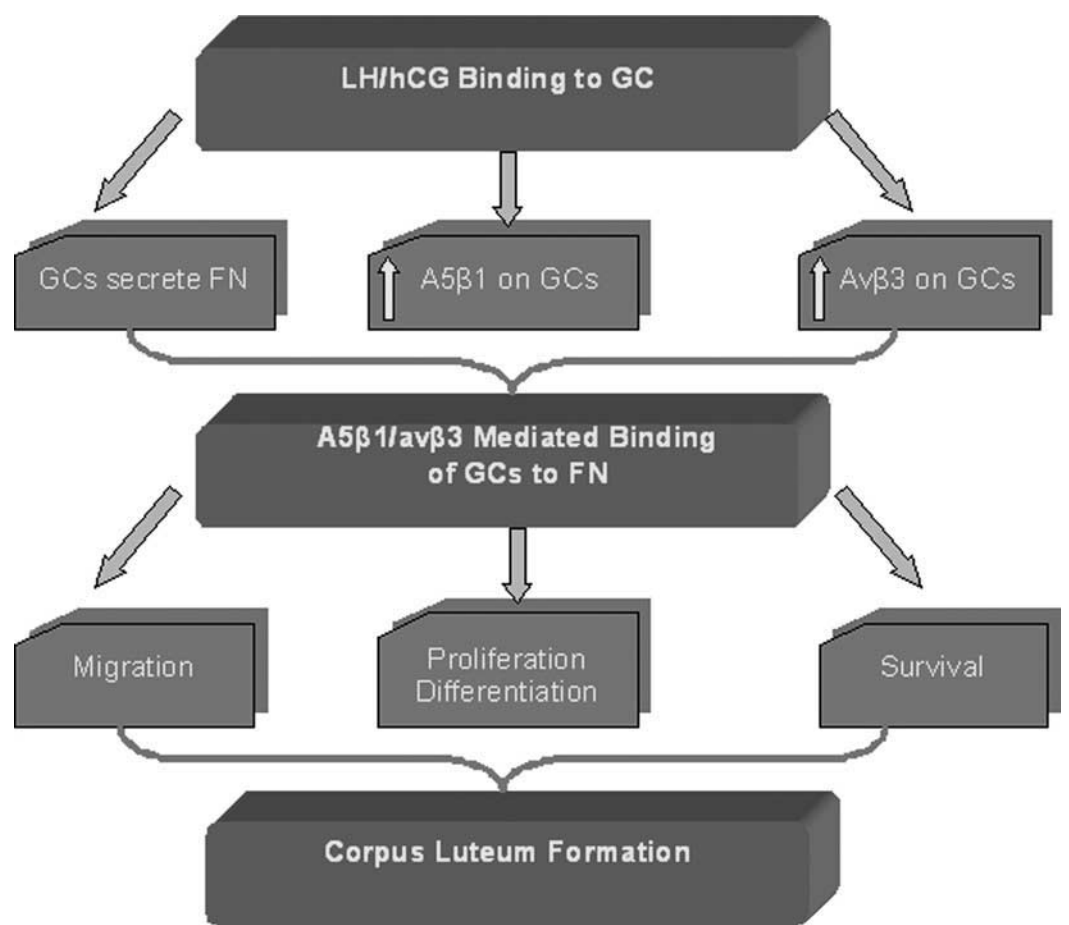 LH/hCG Binding to GC
GCs secrete FN
A5β1 on GCs
Avβ3 on GCs
A5β1/avβ3 Mediated Binding
of GCs to FN
Migration
Proliferation
Differentiation
Survival
Corpus Luteum Formation